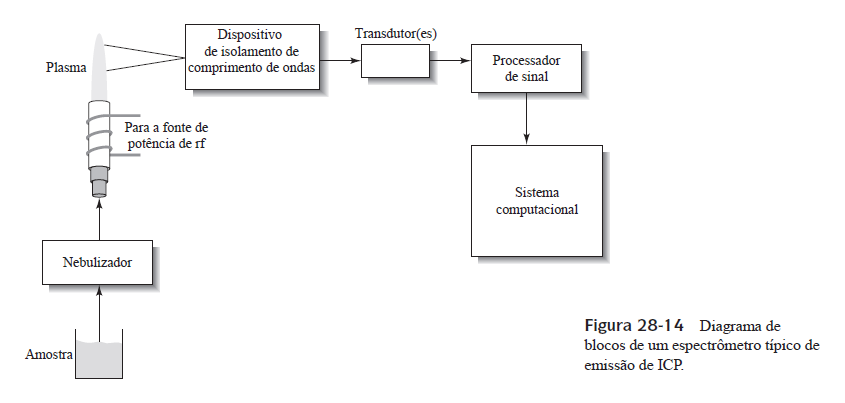 Dispositivo
de isolamento de
comprimento de ondas
Transdutor(es)
Processador
de sinal
Plasma
Para a fonte de
potência de rf
Sistema
computacional
Nebulizador
Amostra
Figura 28-14 Diagrama de
blocos de um espectrômetro típico de
emissão de ICP.